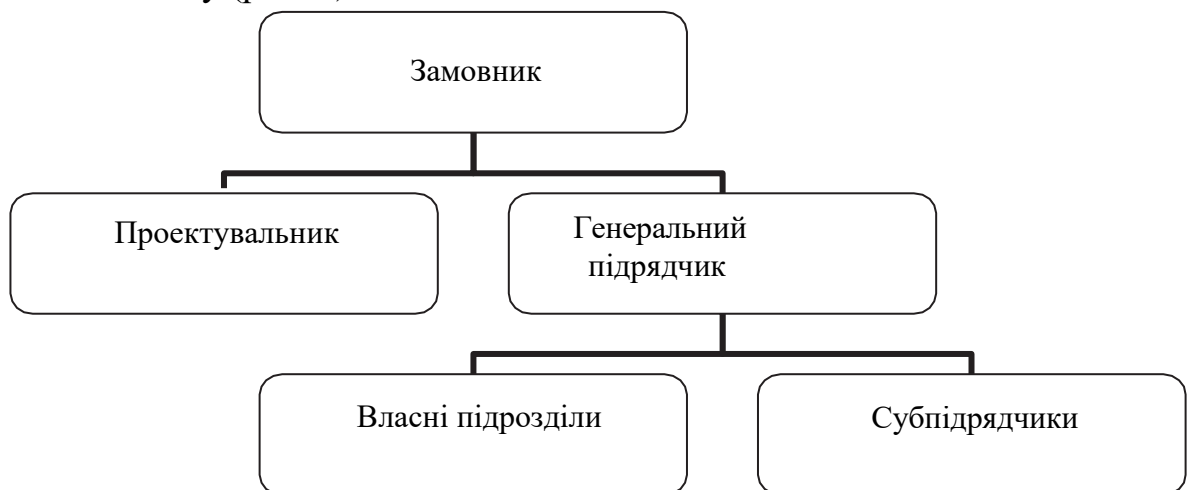 Замовник
Проектувальник
Генеральний
підрядчик
Власні підрозділи
Субпідрядчики